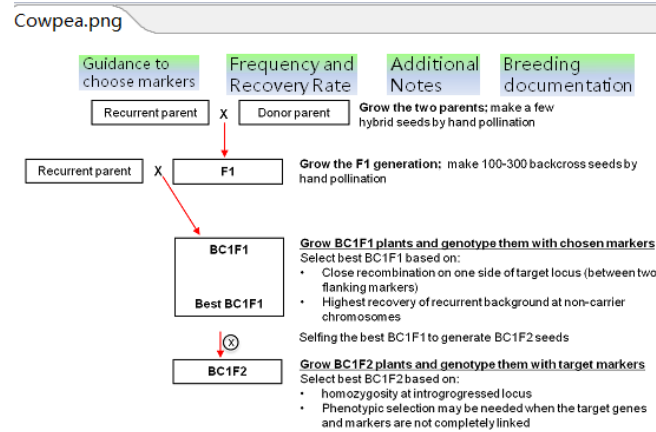 Cowpea.png
Guidance to
choose markers
Frequency and
Recovery Rate
Additional
Notes
Breeding
documentation
Recurrent parent
X
Donor parent
Grow the two parents; make a few
hybrid seeds by hand pollination
Recurrent parent
X
F1
Grow the F1 generation; make 100-300 backcross seeds by
hand pollination
BC1F1
Best BC1F1
Grow BC1F1 plants and genotype them with chosen markers
Select best BC1F1 based on:
• Close recombination on one side of target locus (between two
flanking markers)
• Highest recovery of recurrent background at non-carrier
chromosomes
X
Selfing the best BC1F1 to generate BC1F2 seeds
BC1F2
Grow BC1F2 plants and genotype them with target markers
Select best BC1F2 based on:
• homozygosity at introgrogressed locus
• Phenotypic selection may be needed when the target genes
and markers are not completely linked